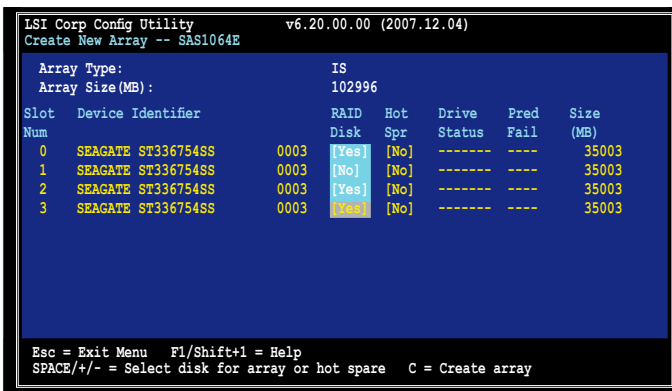 LSI Corp Config Utility v6.20.00.00 (2007.12.04)
Create New Array -- SAS1064E
Array Type: IS
Array Size(MB): 102996
Slot Device Identifier RAID Hot Drive Pred Size
Num Disk Spr Status Fail (MB)
0 SEAGATE ST336754SS 0003 [Yes] [No] ------- ---- 35003
1 SEAGATE ST336754SS 0003 [No] [No] ------- ---- 35003
2 SEAGATE ST336754SS 0003 [Yes] [No] ------- ---- 35003
3 SEAGATE ST336754SS 0003 [Yes] [No] ------- ---- 35003
Esc = Exit Menu F1/Shift+1 = Help
SPACE/+/- = Select disk for array or hot spare C = Create array